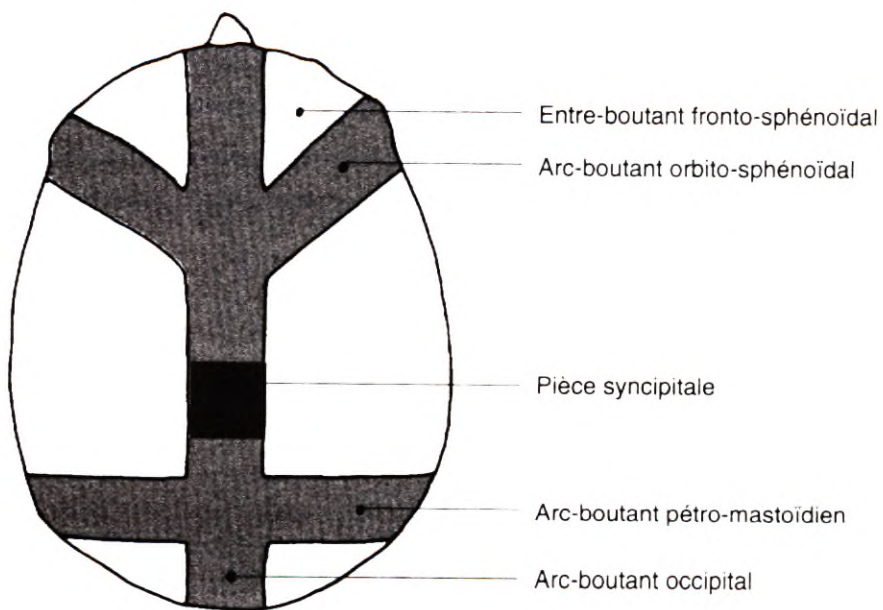 Entre-boutant fronto-sphénoïdal
Arc-boutant orbito-sphénoïdal
Pièce syncipitale
Arc-boutant pétro-mastoïdien
Arc-boutant occipital